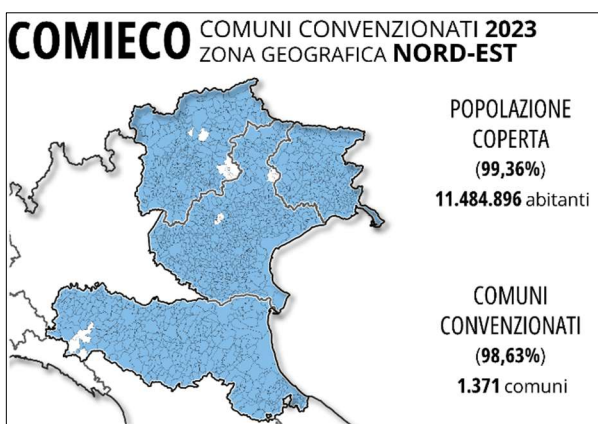 COMIECO COMUNI CONVENZIONATI 2023
ZONA GEOGRAFICA NORD-EST
POPOLAZIONE
COPERTA
(99,36%)
11.484.896 abitanti
COMUNI
CONVENZIONATI
(98,63%)
1.371 comuni